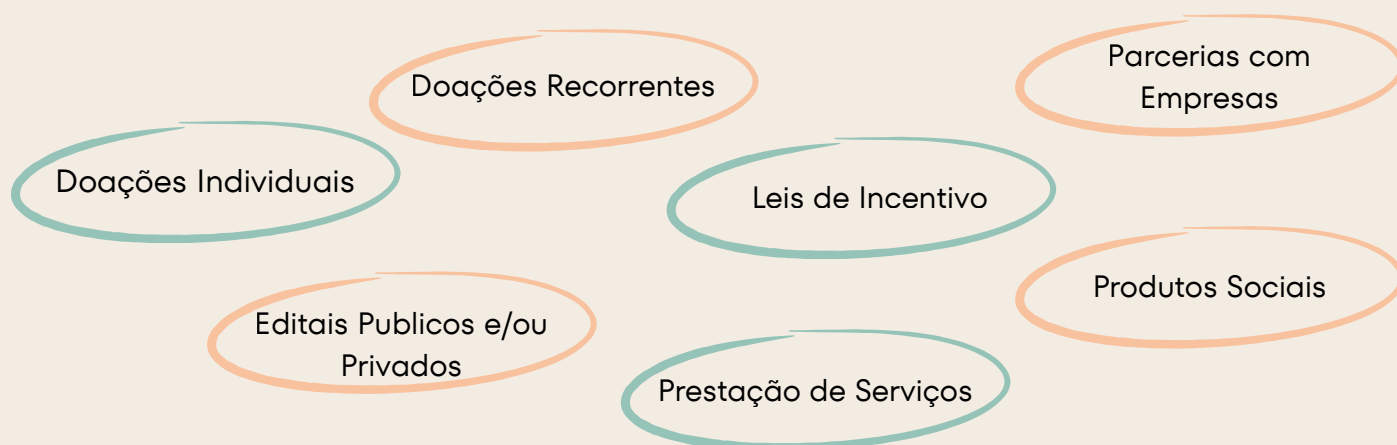 Doações Recorrentes
Parcerias com
Empresas
Doações Individuais
Leis de Incentivo
Produtos Sociais
Editais Publicos e/ou
Privados
Prestação de Serviços